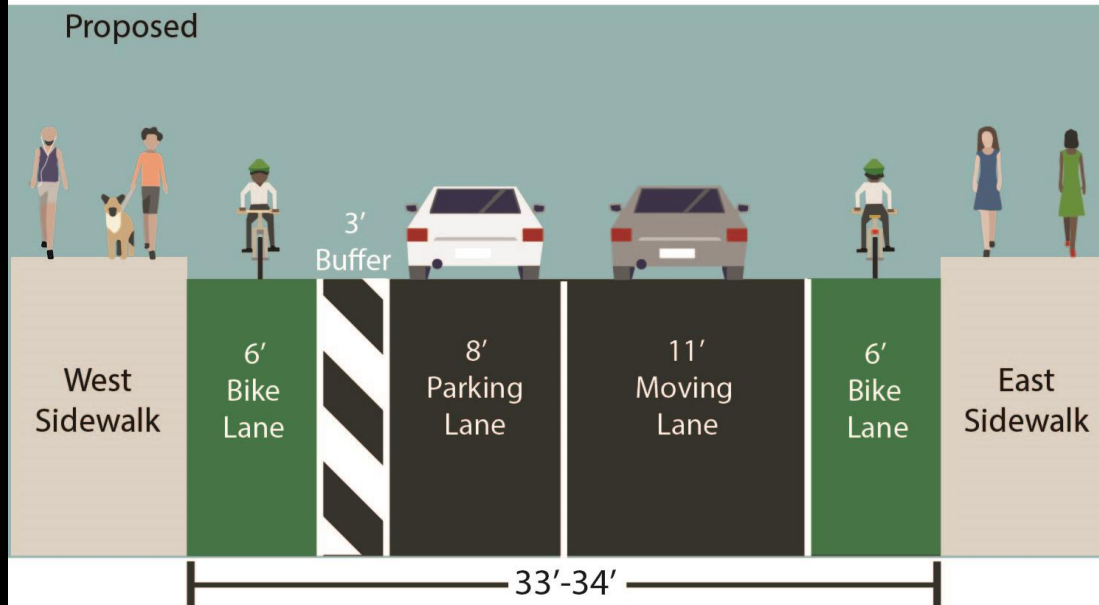 Proposed
3′
Buffer
West
Sidewalk
6′
Bike
Lane
8′
Parking
Lane
11′
Moving
Lane
6′
Bike
Lane
East
Sidewalk
33′-34′